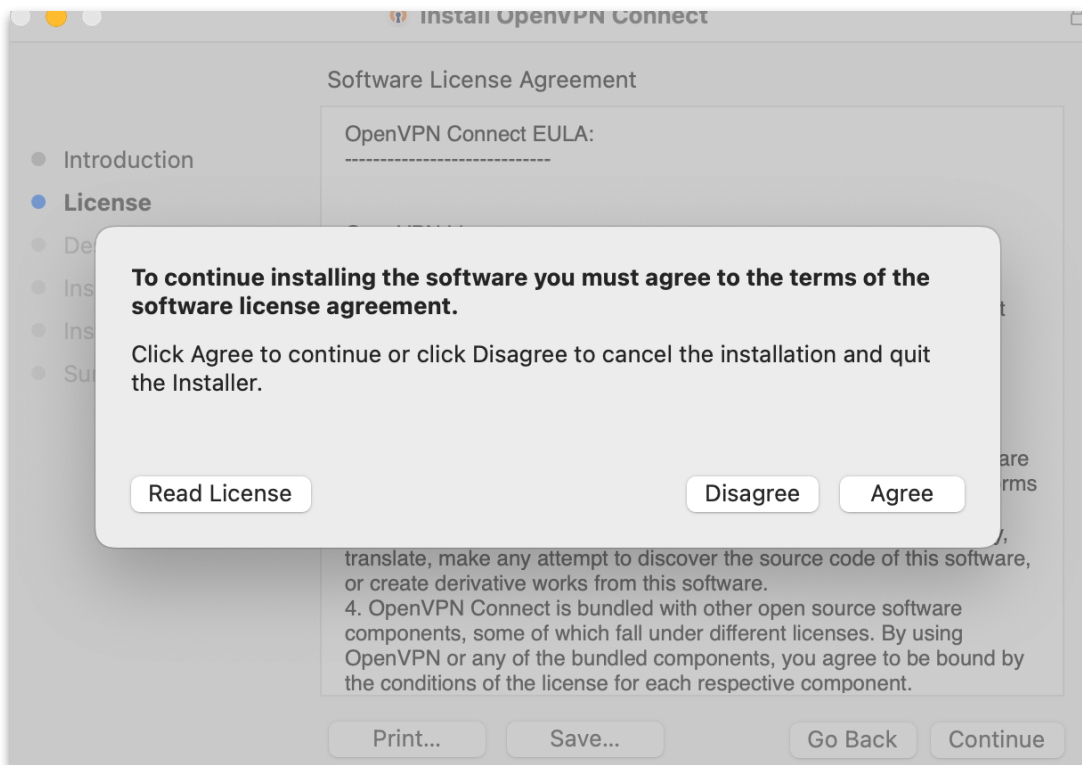 Install OpenVPN Connect
Software License Agreement
Introduction
License
OpenVPN Connect EULA:
-----------------------------
To continue installing the software you must agree to the terms of the
software license agreement.
Click Agree to continue or click Disagree to cancel the installation and quit
the Installer.
Read License
Disagree
Agree
translate, make any attempt to discover the source code of this software,
or create derivative works from this software.
4. OpenVPN Connect is bundled with other open source software
components, some of which fall under different licenses. By using
OpenVPN or any of the bundled components, you agree to be bound by
the conditions of the license for each respective component.
Print...
Save...
Go Back
Continue